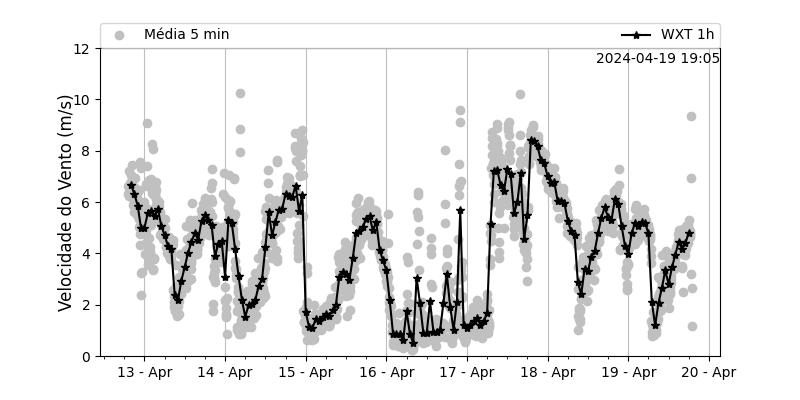 Média 5 min
WXT 1h
2024-04-19 19:05
Velocidade do Vento (m/s)
12
10
8
6
4
2
0
13 - Apr 14 - Apr 15 - Apr 16 - Apr 17 - Apr 18 - Apr 19 - Apr 20 - Apr